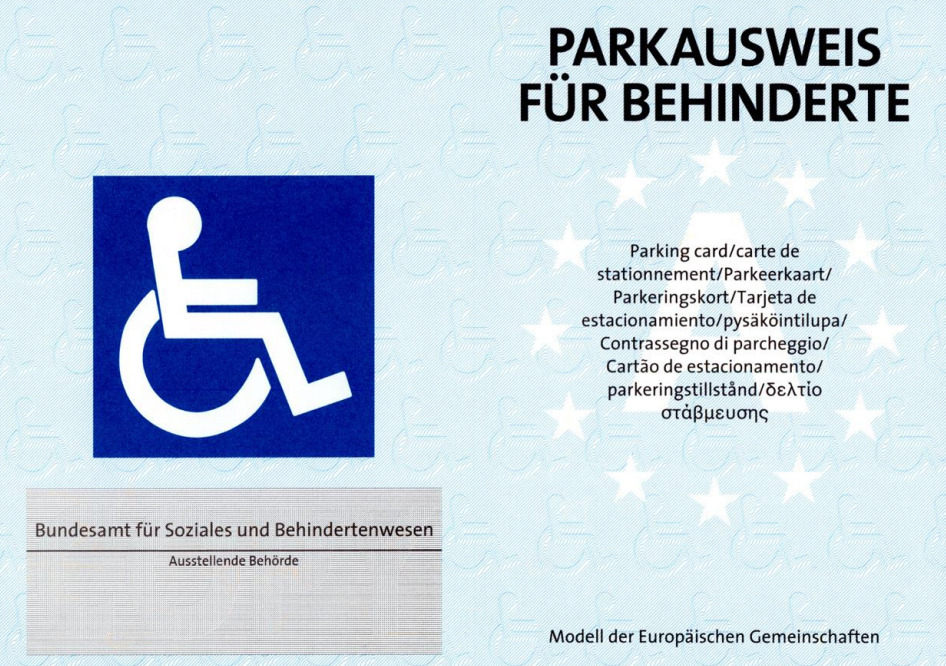 PARKAUSWEIS
FÜR BEHINDERTE
A
Parking card/carte de
stationnement/Parkeerkaart/
Parkeringskort/Tarjeta de
estacionamiento/pysäköintilupa/
Contrassegno di parcheggio/
Cartão de estacionamento/
parkeringstillstånd/δελτίο
στάβμευσης
Bundesamt für Soziales und Behindertenwesen
Ausstellende Behörde
Modell der Europäischen Gemeinschaften